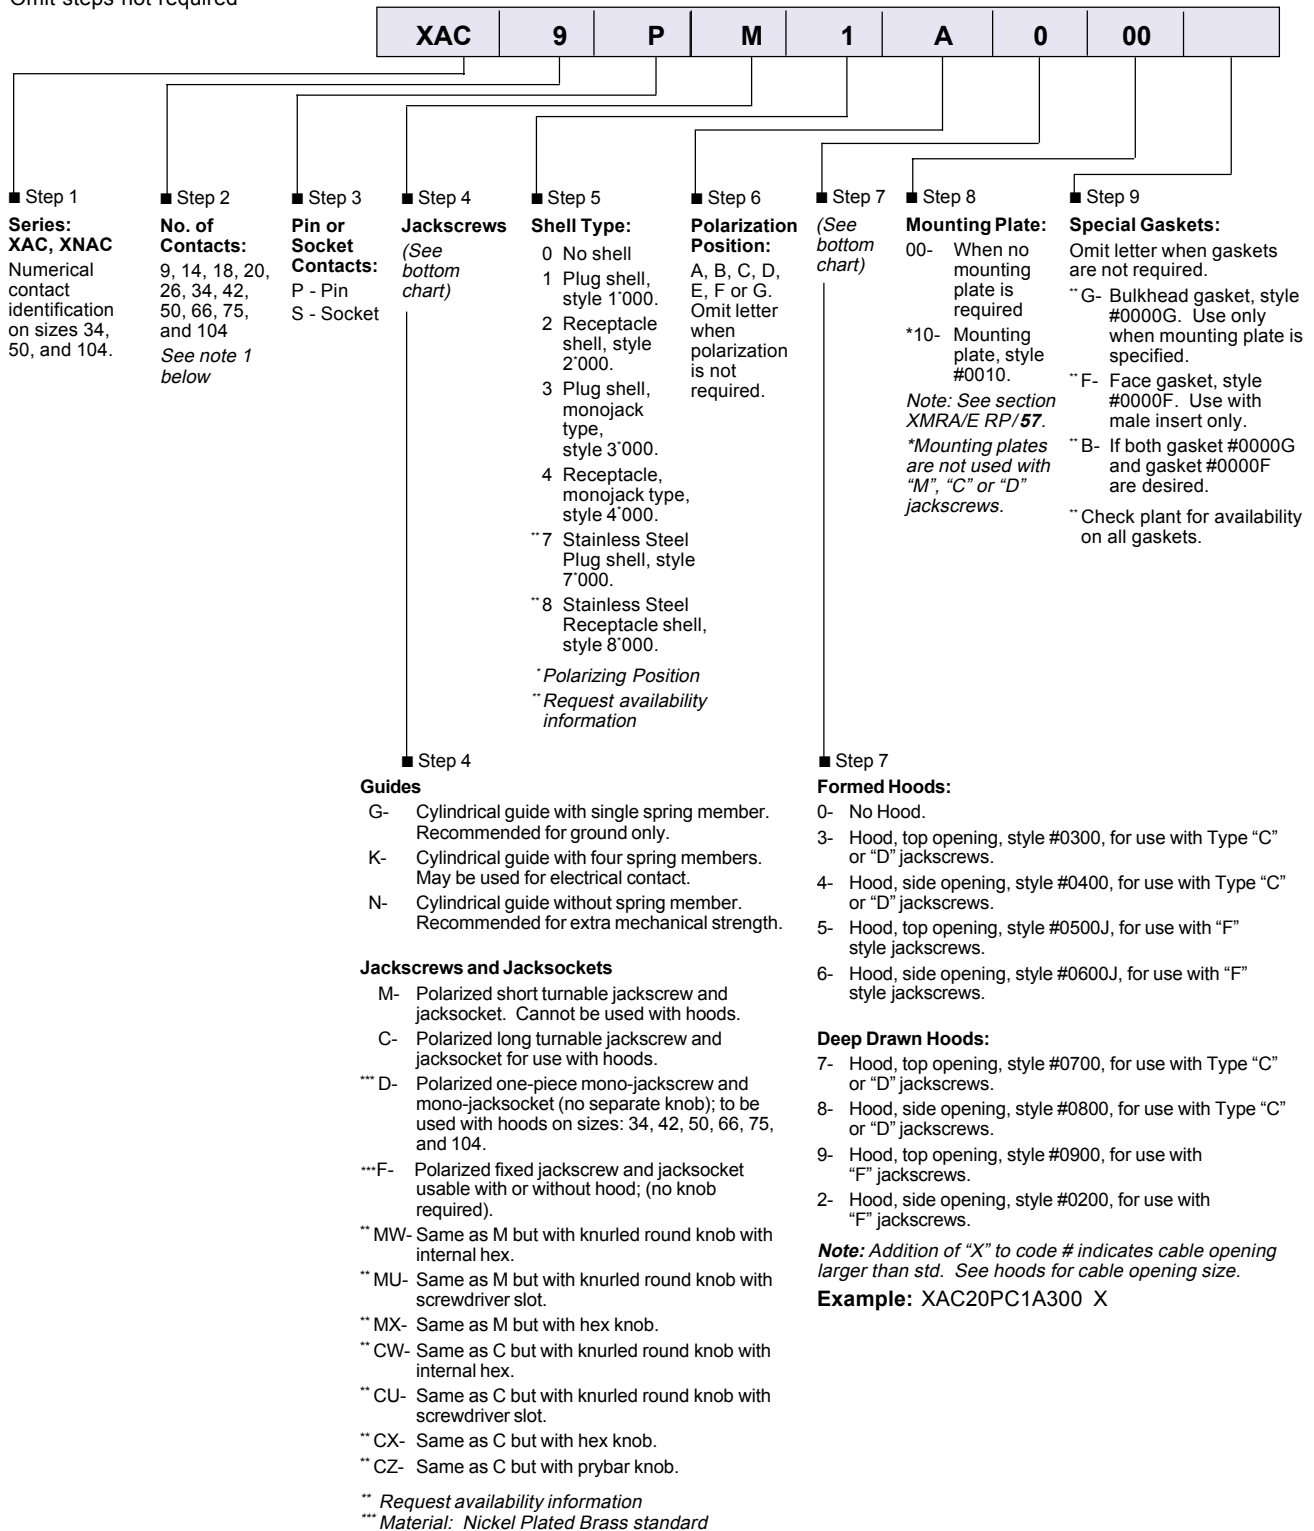 Omit steps not required
XAC 9 P M 1 A 0 00
■ Step 1
Series:
XAC, XNAC
Numerical
contact
identification
on sizes 34,
50, and 104.
■ Step 2
No. of
Contacts:
9, 14, 18, 20,
26, 34, 42,
50, 66, 75,
and 104
See note 1
below
■ Step 3
Pin or
Socket
Contacts:
P - Pin
S - Socket
■ Step 4
Jackscrews
(See
bottom
chart)
■ Step 5
Shell Type:
0 No shell
1 Plug shell,
style 1*000.
2 Receptacle
shell, style
2*000.
3 Plug shell,
monojack
type,
style 3*000.
4 Receptacle,
monojack type,
style 4*000.
**7 Stainless Steel
Plug shell, style
7*000.
**8 Stainless Steel
Receptacle shell,
style 8*000.
* Polarizing Position
** Request availability
information
■ Step 6
Polarization
Position:
A, B, C, D,
E, F or G.
Omit letter
when
polarization
is not
required.
■ Step 7
(See
bottom
chart)
■ Step 8
Mounting Plate:
00- When no
mounting
plate is
required
*10- Mounting
plate, style
#0010.
Note: See section
XMRA/E RP/57.
*Mounting plates
are not used with
“M”, “C” or “D”
jackscrews.
■ Step 9
Special Gaskets:
Omit letter when gaskets
are not required.
**G- Bulkhead gasket, style
#0000G. Use only
when mounting plate is
specified.
**F- Face gasket, style
#0000F. Use with
male insert only.
**B- If both gasket #0000G
and gasket #0000F
are desired.
** Check plant for availability
on all gaskets.
■ Step 4
Guides
G- Cylindrical guide with single spring member.
Recommended for ground only.
K- Cylindrical guide with four spring members.
May be used for electrical contact.
N- Cylindrical guide without spring member.
Recommended for extra mechanical strength.
Jackscrews and Jacksockets
M- Polarized short turnable jackscrew and
jacksocket. Cannot be used with hoods.
C- Polarized long turnable jackscrew and
jacksocket for use with hoods.
*** D- Polarized one-piece mono-jackscrew and
mono-jacksocket (no separate knob); to be
used with hoods on sizes: 34, 42, 50, 66, 75,
and 104.
***F- Polarized fixed jackscrew and jacksocket
usable with or without hood; (no knob
required).
** MW- Same as M but with knurled round knob with
internal hex.
** MU- Same as M but with knurled round knob with
screwdriver slot.
** MX- Same as M but with hex knob.
** CW- Same as C but with knurled round knob with
internal hex.
** CU- Same as C but with knurled round knob with
screwdriver slot.
** CX- Same as C but with hex knob.
** CZ- Same as C but with prybar knob.
** Request availability information
*** Material: Nickel Plated Brass standard
■ Step 7
Formed Hoods:
0- No Hood.
3- Hood, top opening, style #0300, for use with Type “C”
or “D” jackscrews.
4- Hood, side opening, style #0400, for use with Type “C”
or “D” jackscrews.
5- Hood, top opening, style #0500J, for use with “F”
style jackscrews.
6- Hood, side opening, style #0600J, for use with “F”
style jackscrews.
Deep Drawn Hoods:
7- Hood, top opening, style #0700, for use with Type “C”
or “D” jackscrews.
8- Hood, side opening, style #0800, for use with Type “C”
or “D” jackscrews.
9- Hood, top opening, style #0900, for use with
“F” jackscrews.
2- Hood, side opening, style #0200, for use with
“F” jackscrews.
Note: Addition of “X” to code # indicates cable opening
larger than std. See hoods for cable opening size.
Example: XAC20PC1A300 X